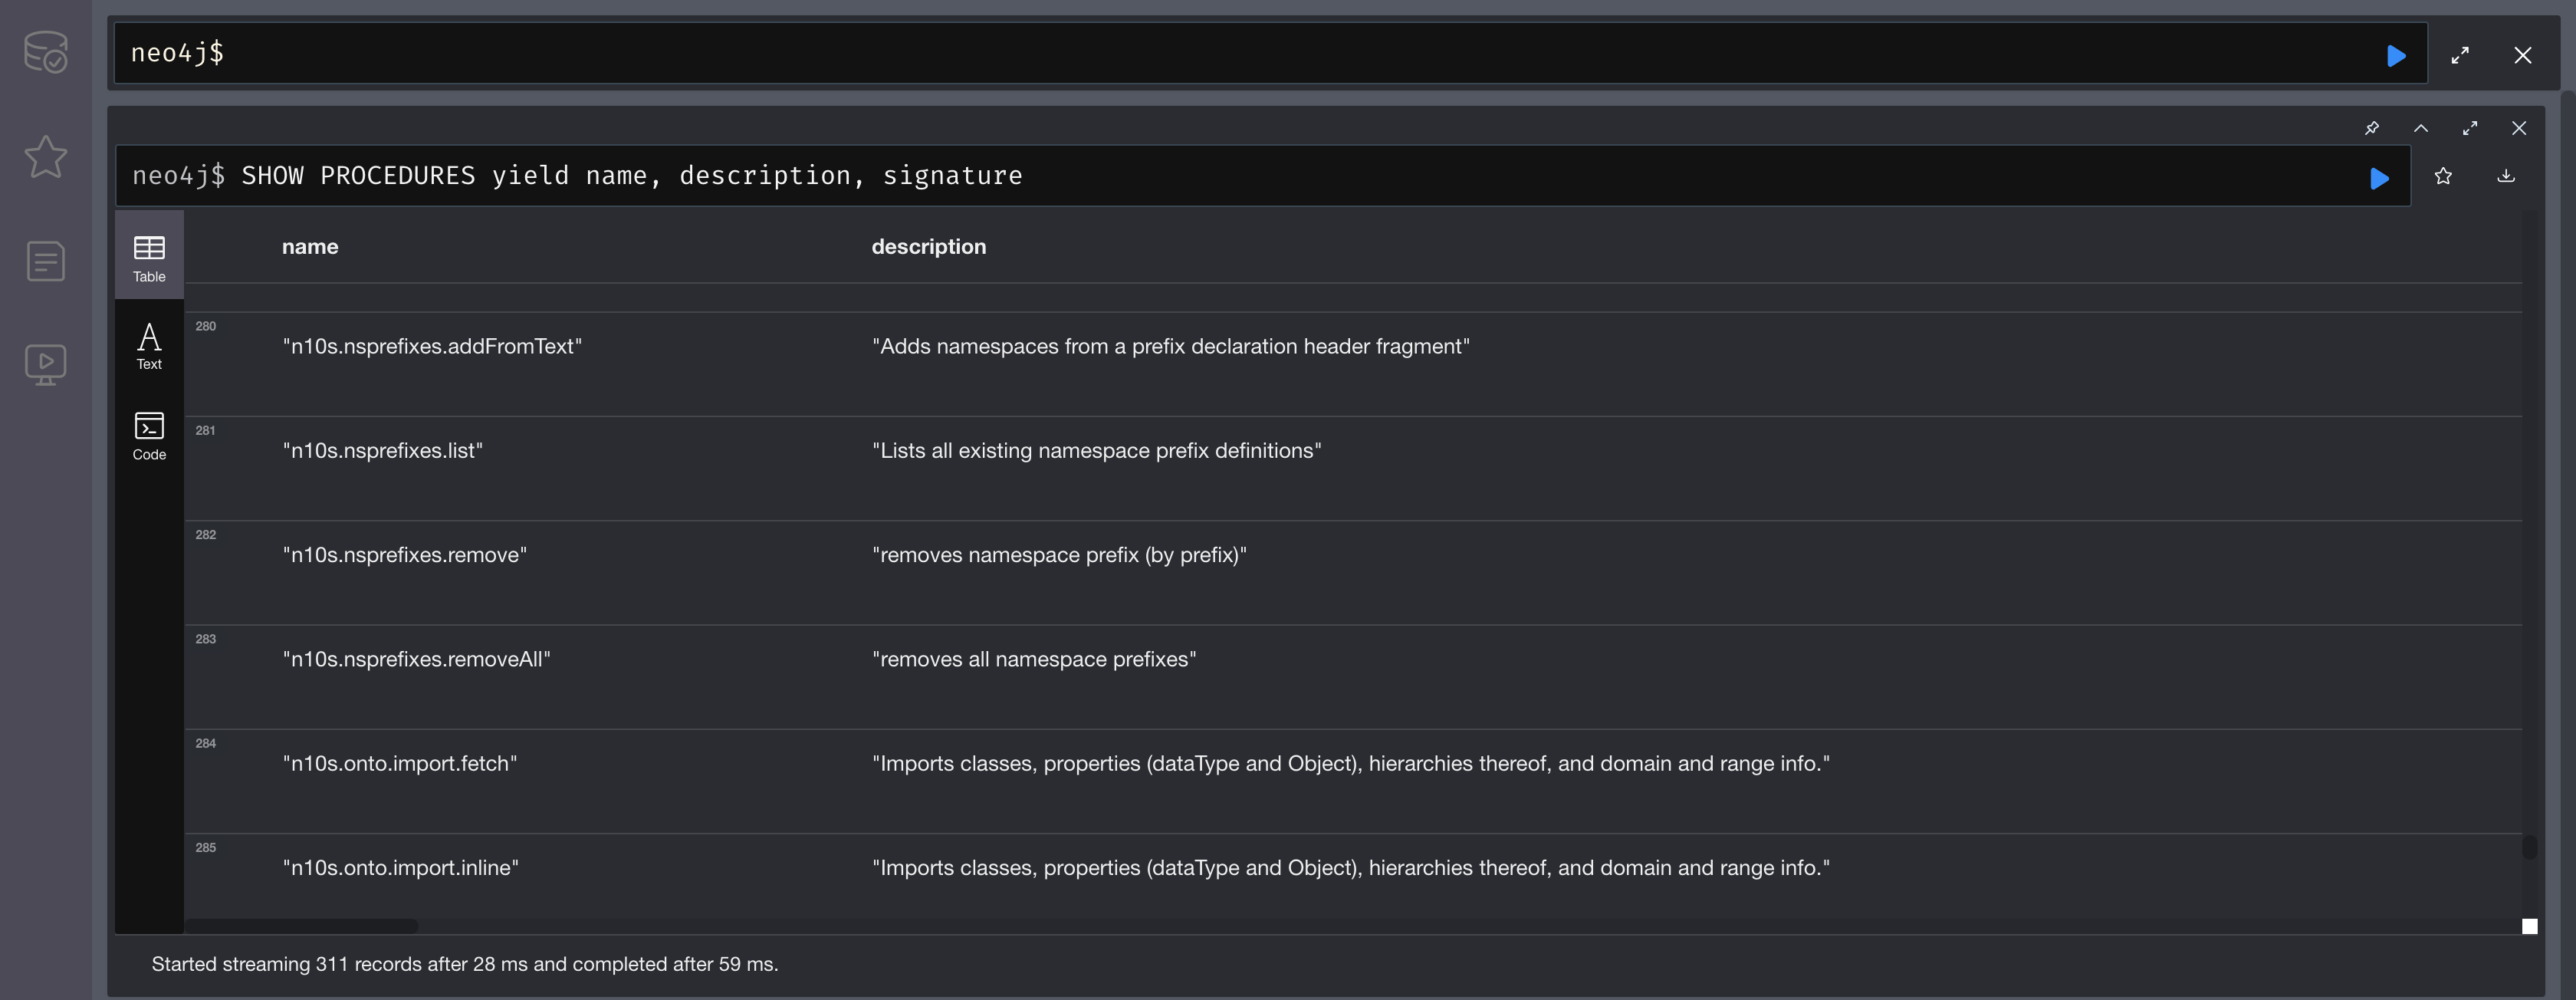 neo4j$
neo4j$ SHOW PROCEDURES yield name, description, signature
Table
Text
Code
name description
280 "n10s.nsprefixes.addFromText" "Adds namespaces from a prefix declaration header fragment"
281 "n10s.nsprefixes.list" "Lists all existing namespace prefix definitions"
282 "n10s.nsprefixes.remove" "removes namespace prefix (by prefix)"
283 "n10s.nsprefixes.removeAll" "removes all namespace prefixes"
284 "n10s.onto.import.fetch" "Imports classes, properties (dataType and Object), hierarchies thereof, and domain and range info."
285 "n10s.onto.import.inline" "Imports classes, properties (dataType and Object), hierarchies thereof, and domain and range info."
Started streaming 311 records after 28 ms and completed after 59 ms.